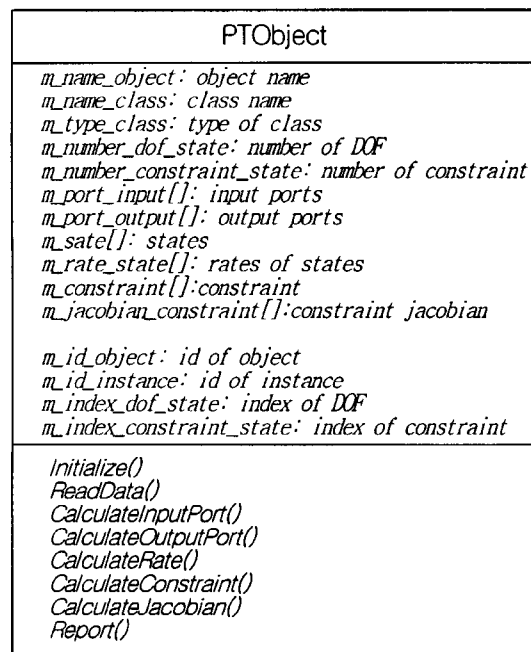 PTObject
m_name_object: object name
m_name_class: class name
m_type_class: type of class
m_number_dof_state: number of DOF
m_number_constraint_state: number of constraint
m_port_input[]: input ports
m_port_output[]: output ports
m_sate[]: states
m_rate_state[]: rates of states
m_constraint[]:constraint
m_jacobian_constraint[]:constraint jacobian
m_id_object: id of object
m_id_instance: id of instance
m_index_dof_state: index of DOF
m_index_constraint_state: index of constraint
Initialize()
ReadData()
CalculateInputPort()
CalculateOutputPort()
CalculateRate()
CalculateConstraint()
CalculateJacobian()
Report()